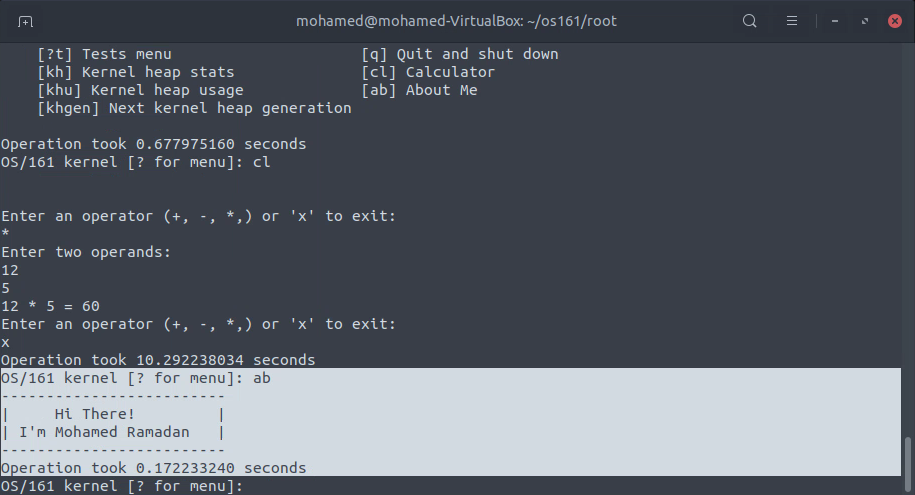 mohamed@mohamed-VirtualBox: ~/os161/root
[?t] Tests menu [q] Quit and shut down
[kh] Kernel heap stats [cl] Calculator
[khu] Kernel heap usage [ab] About Me
[khgen] Next kernel heap generation
Operation took 0.677975160 seconds
OS/161 kernel [? for menu]: cl
Enter an operator (+, -, *,) or 'x' to exit:
*
Enter two operands:
12
5
12 * 5 = 60
Enter an operator (+, -, *,) or 'x' to exit:
x
Operation took 10.292238034 seconds
OS/161 kernel [? for menu]: ab
-------------------------
|     Hi There!         |
| I'm Mohamed Ramadan   |
-------------------------
Operation took 0.172233240 seconds
OS/161 kernel [? for menu]: